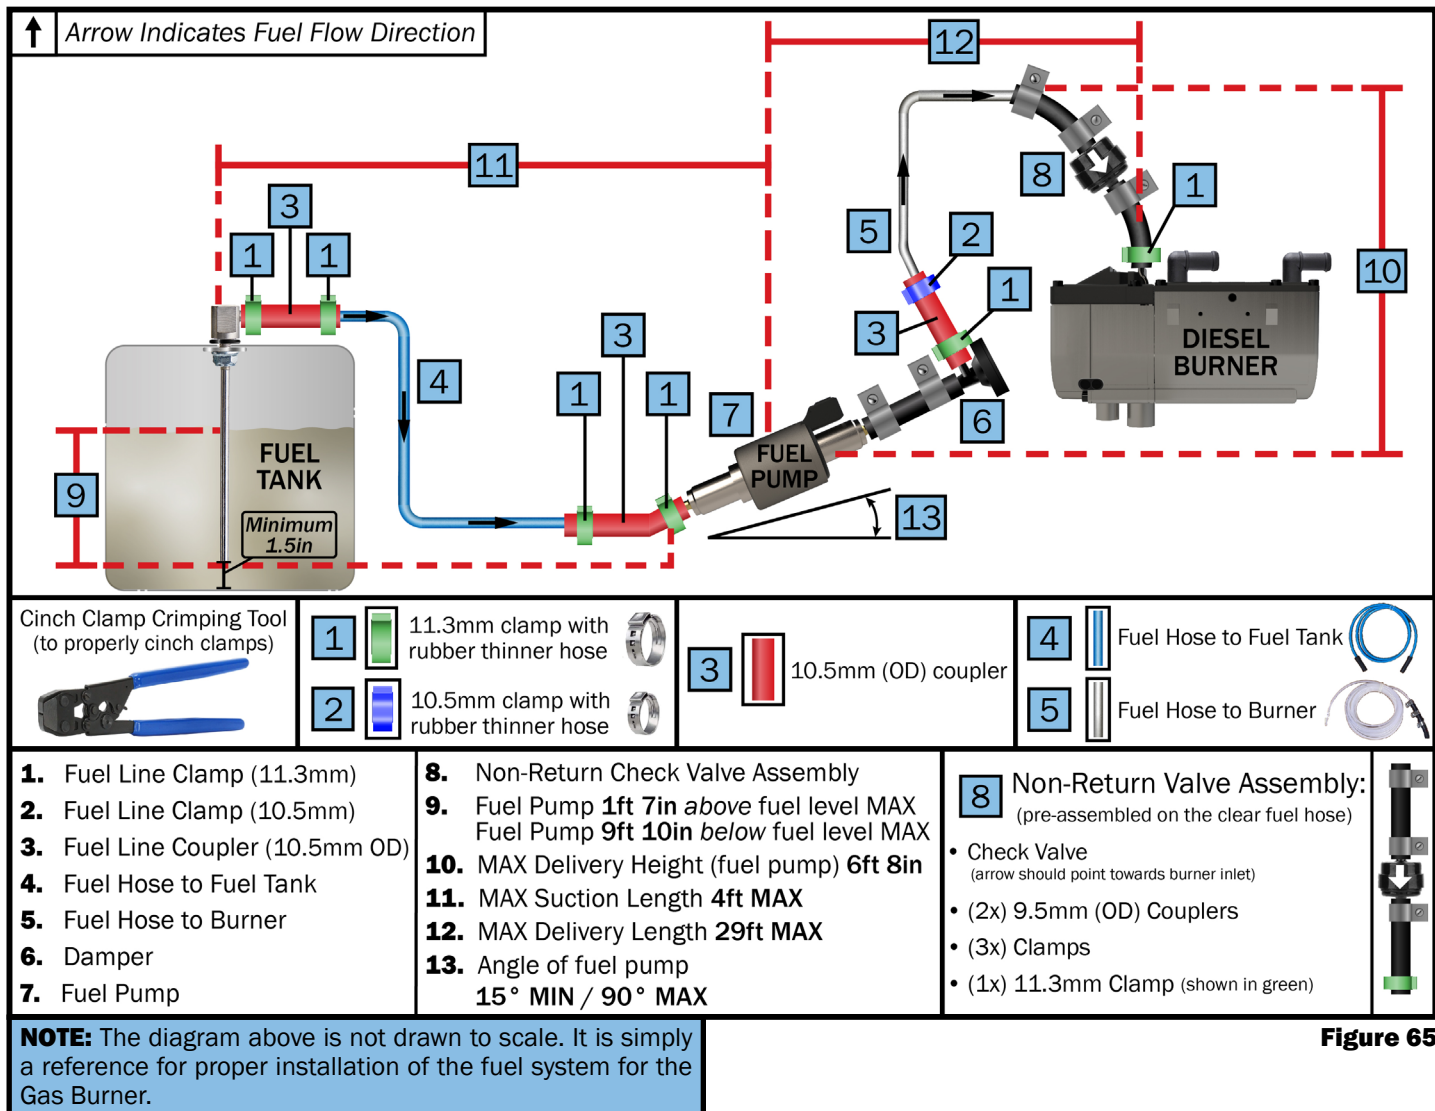 Arrow Indicates Fuel Flow Direction
12
11
8
1
3
1
1
5
2
10
1
3
3
DIESEL
BURNER
4
1
1
7
6
FUEL
TANK
FUEL
PUMP
9
Minimum
1.5in
13
Cinch Clamp Crimping Tool
(to properly cinch clamps)
1
11.3mm clamp with
rubber thinner hose
2
10.5mm clamp with
rubber thinner hose
3
10.5mm (OD) coupler
4
Fuel Hose to Fuel Tank
5
Fuel Hose to Burner
1. Fuel Line Clamp (11.3mm)
2. Fuel Line Clamp (10.5mm)
3. Fuel Line Coupler (10.5mm OD)
4. Fuel Hose to Fuel Tank
5. Fuel Hose to Burner
6. Damper
7. Fuel Pump
8. Non-Return Check Valve Assembly
9. Fuel Pump 1ft 7in above fuel level MAX
Fuel Pump 9ft 10in below fuel level MAX
10. MAX Delivery Height (fuel pump) 6ft 8in
11. MAX Suction Length 4ft MAX
12. MAX Delivery Length 29ft MAX
13. Angle of fuel pump
15° MIN / 90° MAX
8
Non-Return Valve Assembly:
(pre-assembled on the clear fuel hose)
• Check Valve
(arrow should point towards burner inlet)
• (2x) 9.5mm (OD) Couplers
• (3x) Clamps
• (1x) 11.3mm Clamp (shown in green)
NOTE: The diagram above is not drawn to scale. It is simply
a reference for proper installation of the fuel system for the
Gas Burner.
Figure 65